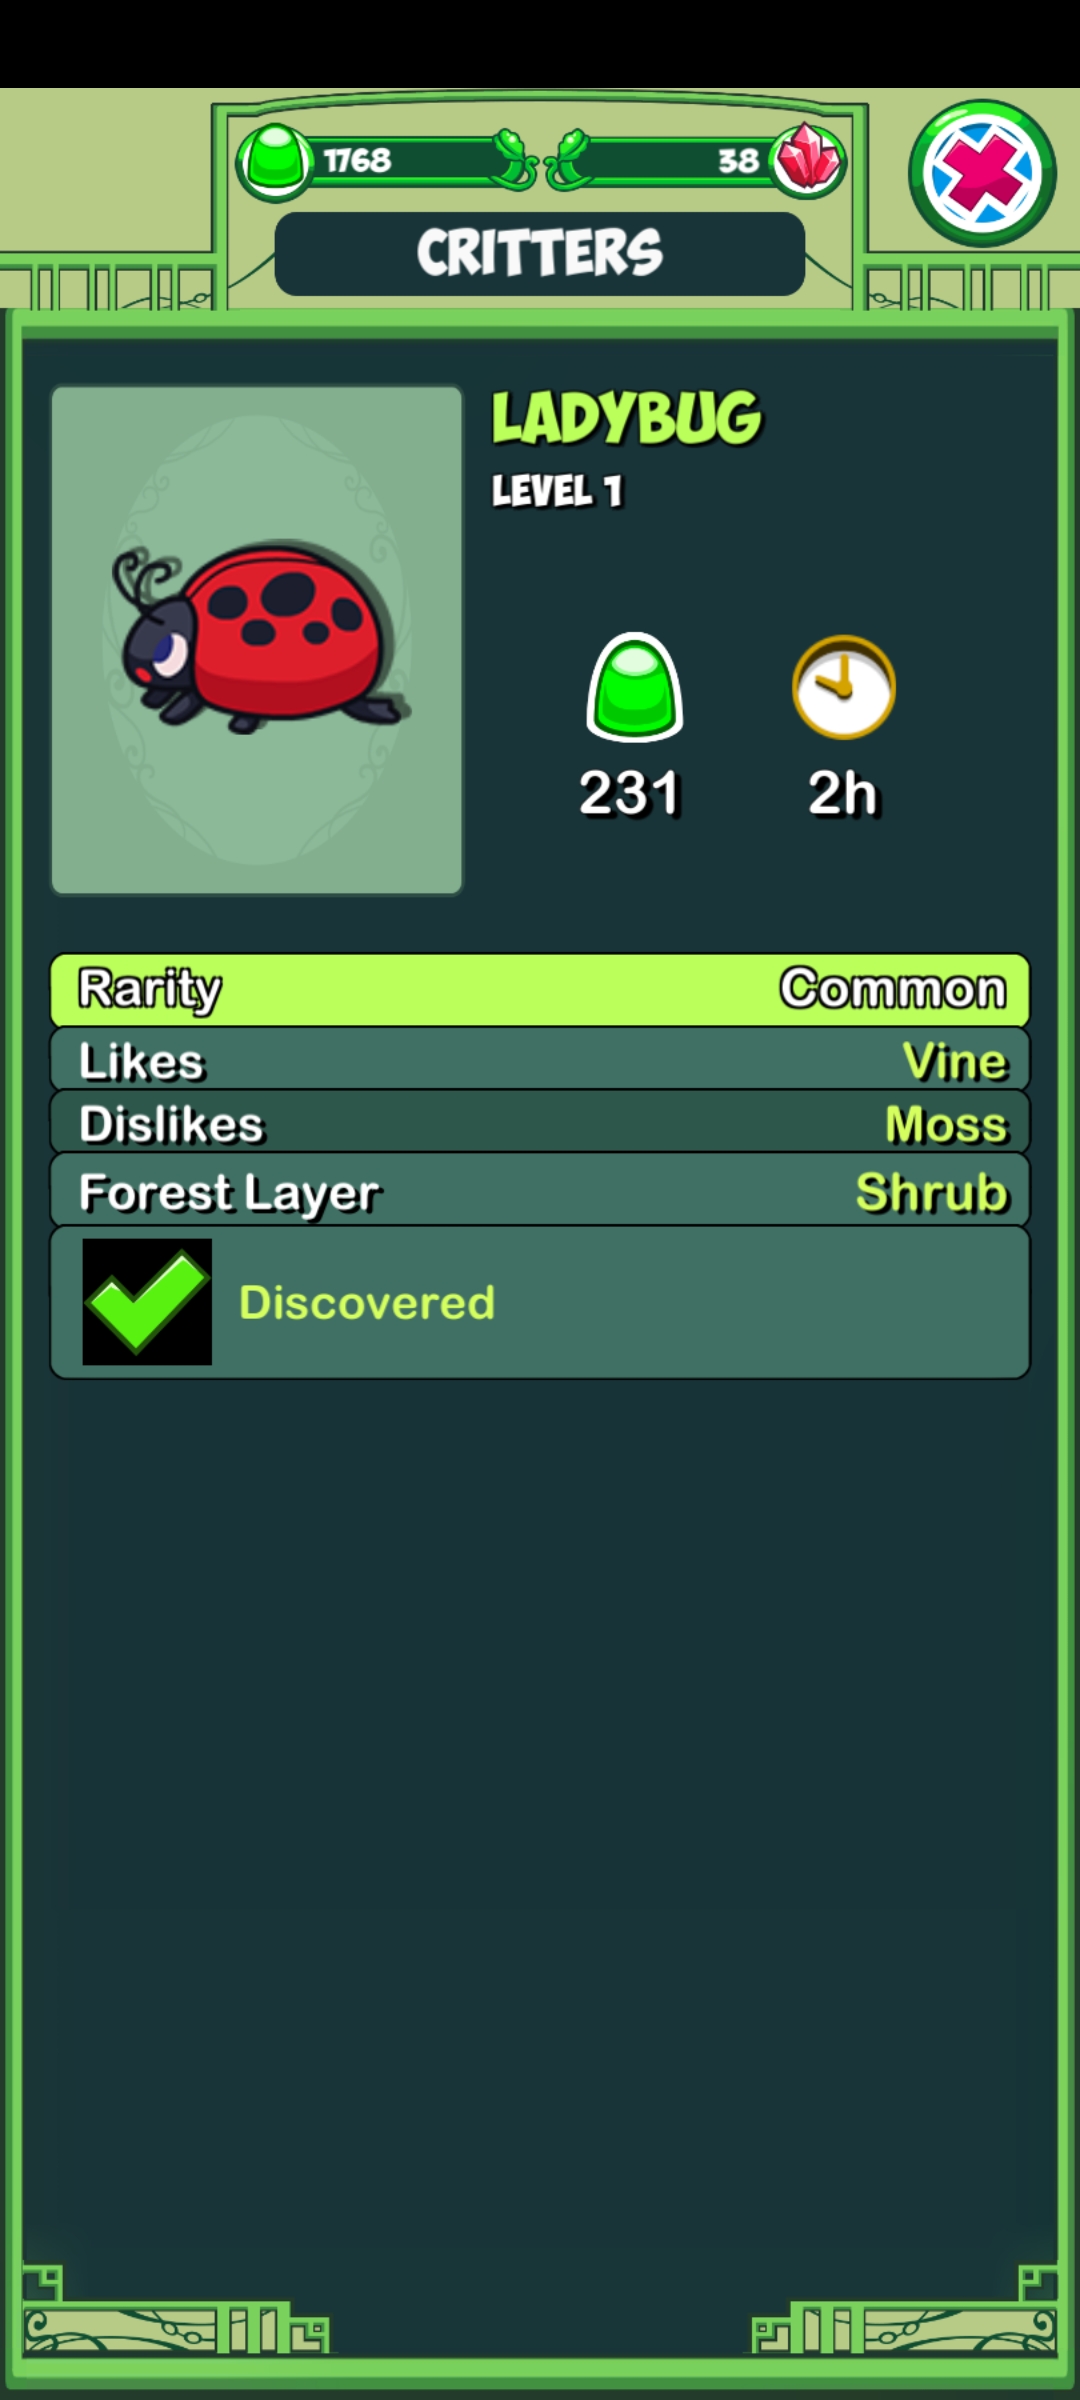 1768 38
CRITTERS
LADYBUG
LEVEL 1
231 2h
Rarity Common
Likes Vine
Dislikes Moss
Forest Layer Shrub
Discovered